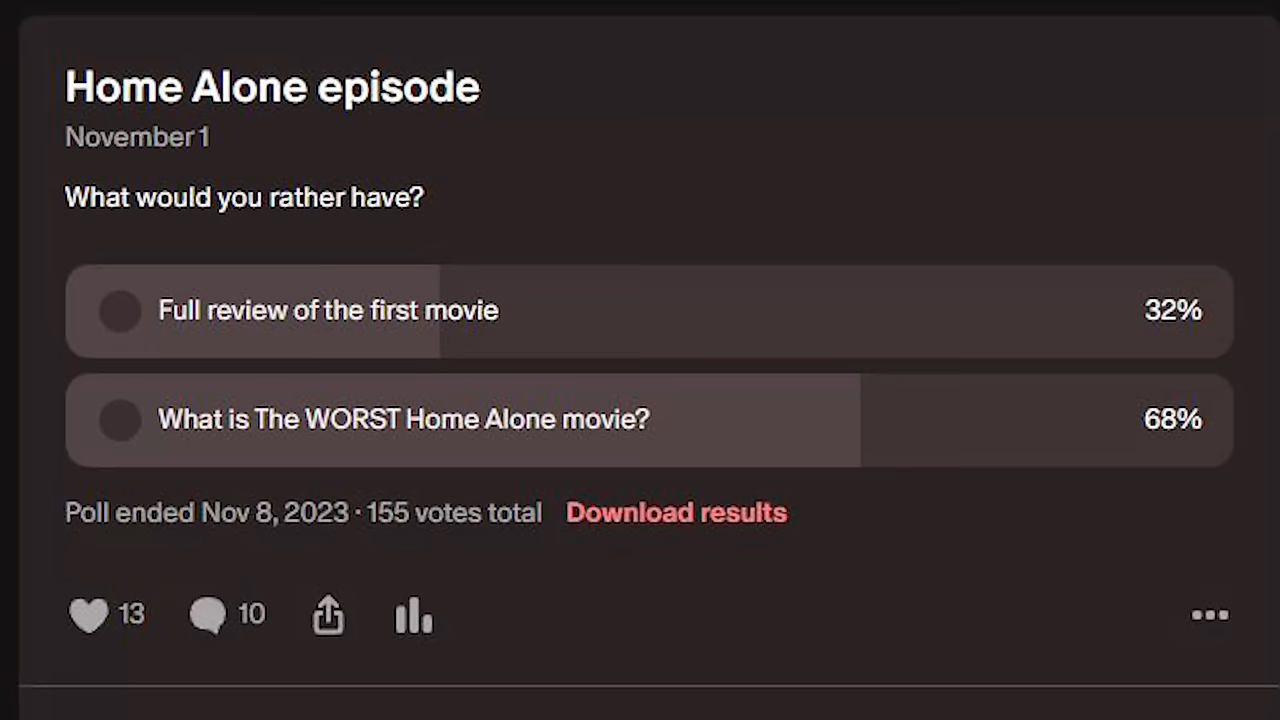 Home Alone episode
November 1
What would you rather have?
Full review of the first movie 32%
What is The WORST Home Alone movie? 68%
Poll ended Nov 8, 2023 · 155 votes total Download results
13 10